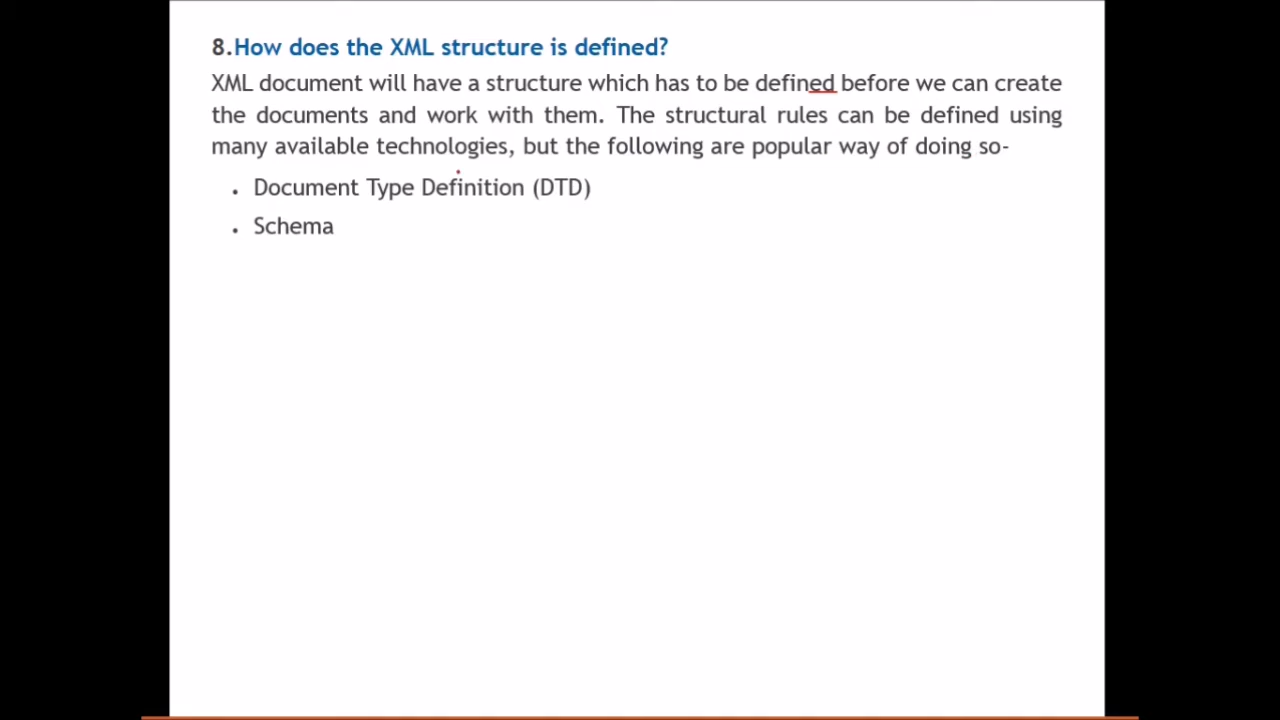 8.How does the XML structure is defined?
XML document will have a structure which has to be defined before we can create
the documents and work with them. The structural rules can be defined using
many available technologies, but the following are popular way of doing so-
• Document Type Definition (DTD)
• Schema